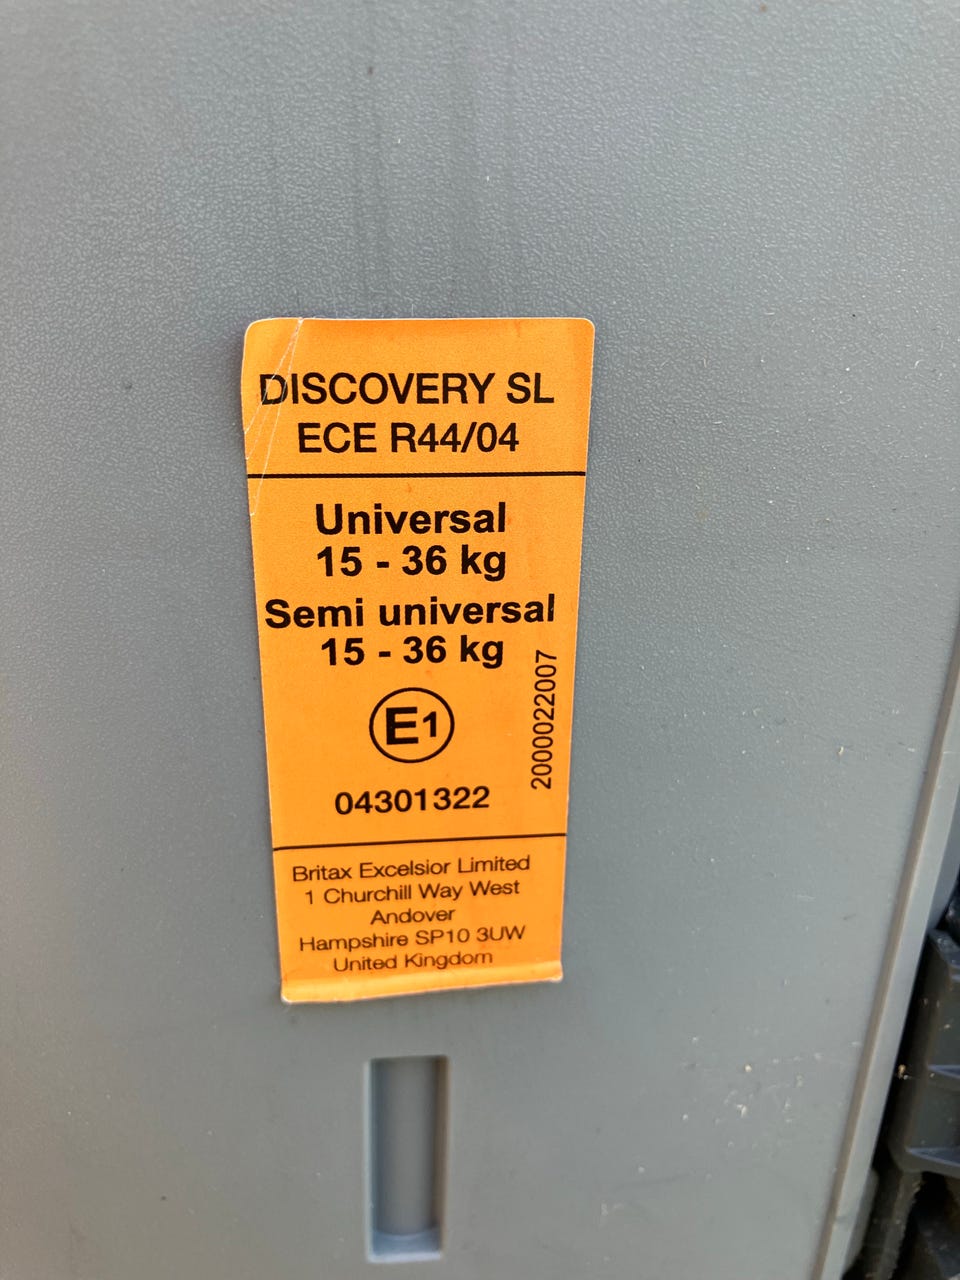 DISCOVERY SL
ECE R44/04
Universal
15 - 36 kg
Semi universal
15 - 36 kg
E1
04301322
2000022007
Britax Excelsior Limited
1 Churchill Way West
Andover
Hampshire SP10 3UW
United Kingdom